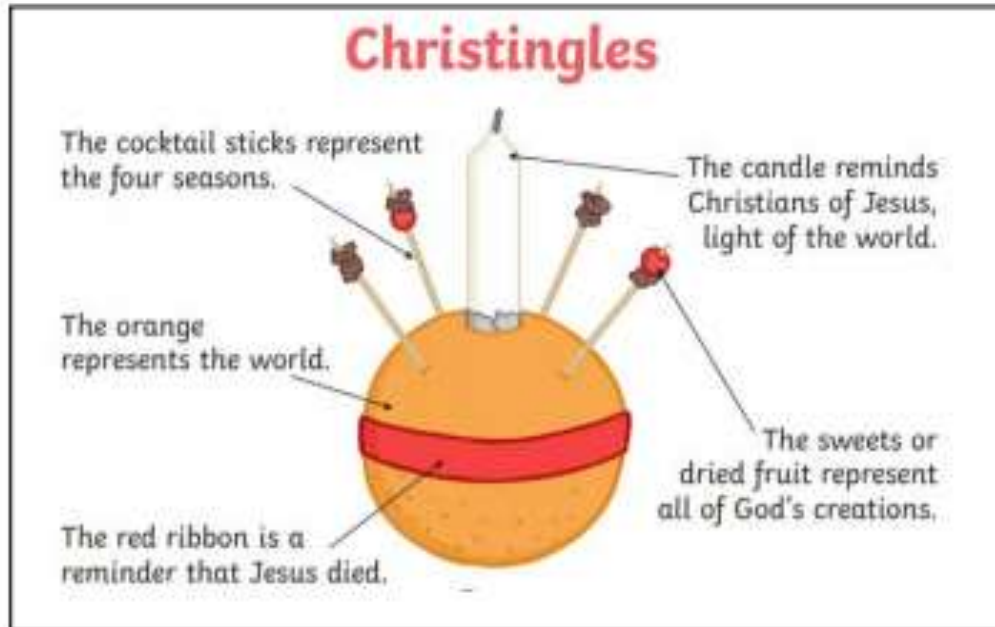 Christingles
The cocktail sticks represent
the four seasons.
The candle reminds
Christians of Jesus,
light of the world.
The orange
represents the world.
The sweets or
dried fruit represent
all of God's creations.
The red ribbon is a
reminder that Jesus died.